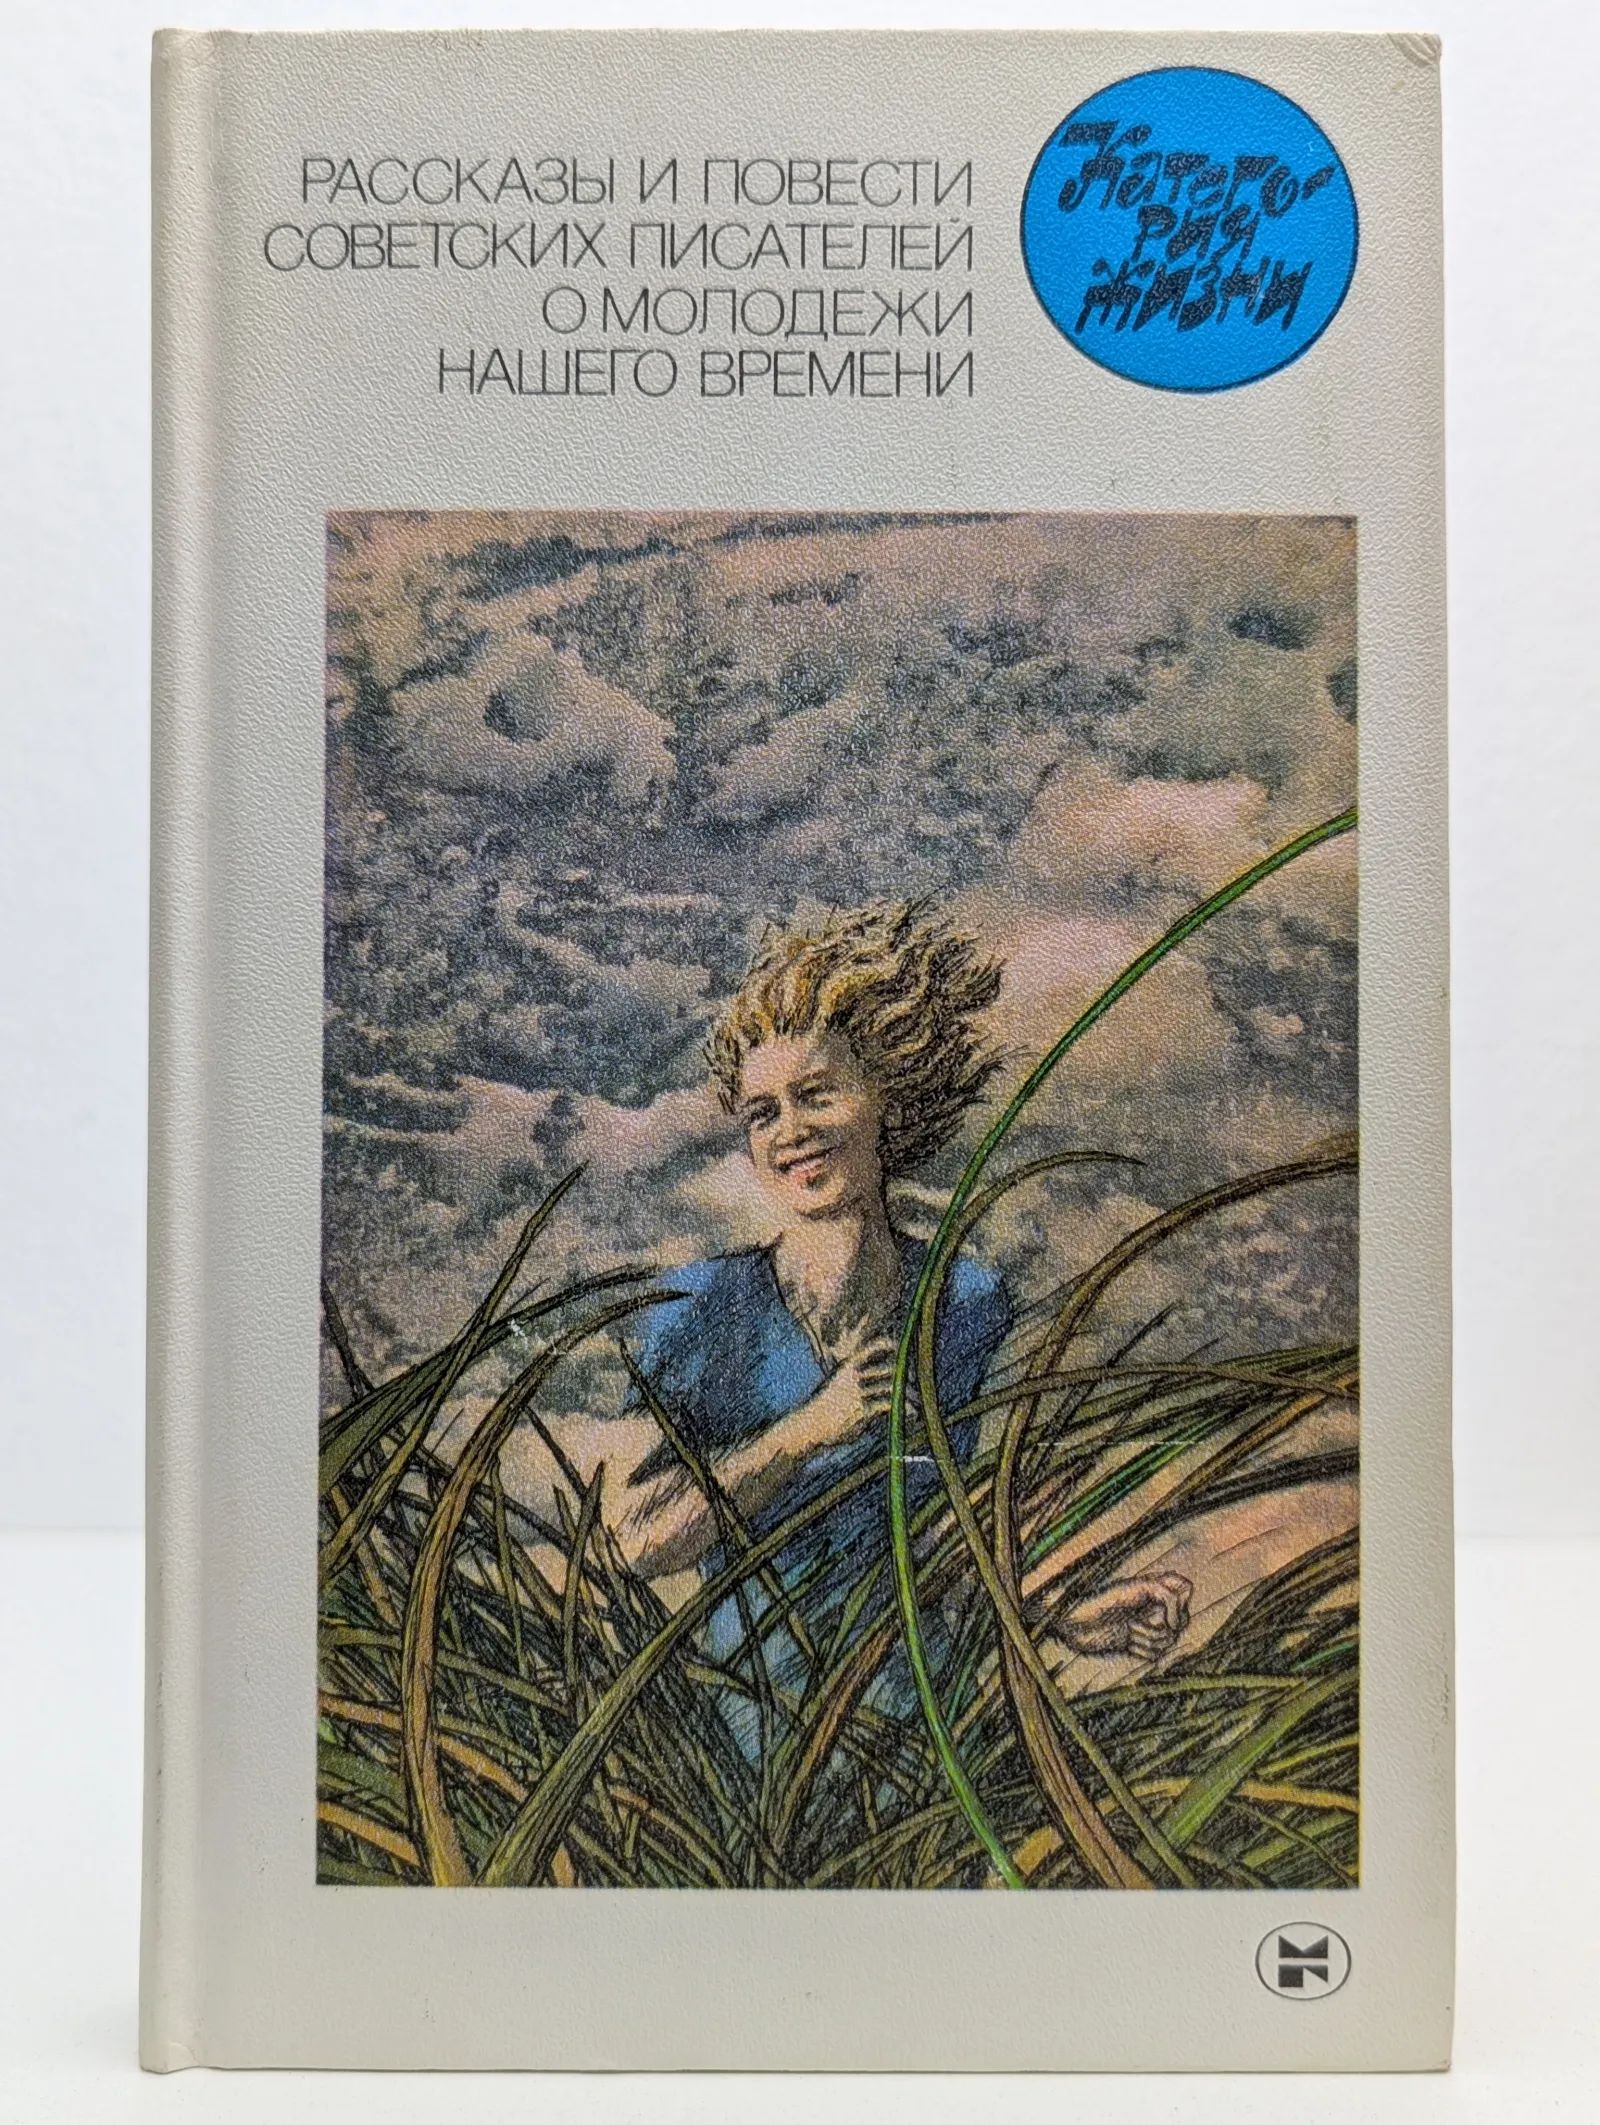 РАССКАЗЫ И ПОВЕСТИ
СОВЕТСКИХ ПИСАТЕЛЕЙ
О МОЛОДЕЖИ
НАШЕГО ВРЕМЕНИ
Катего-
рия
жизни